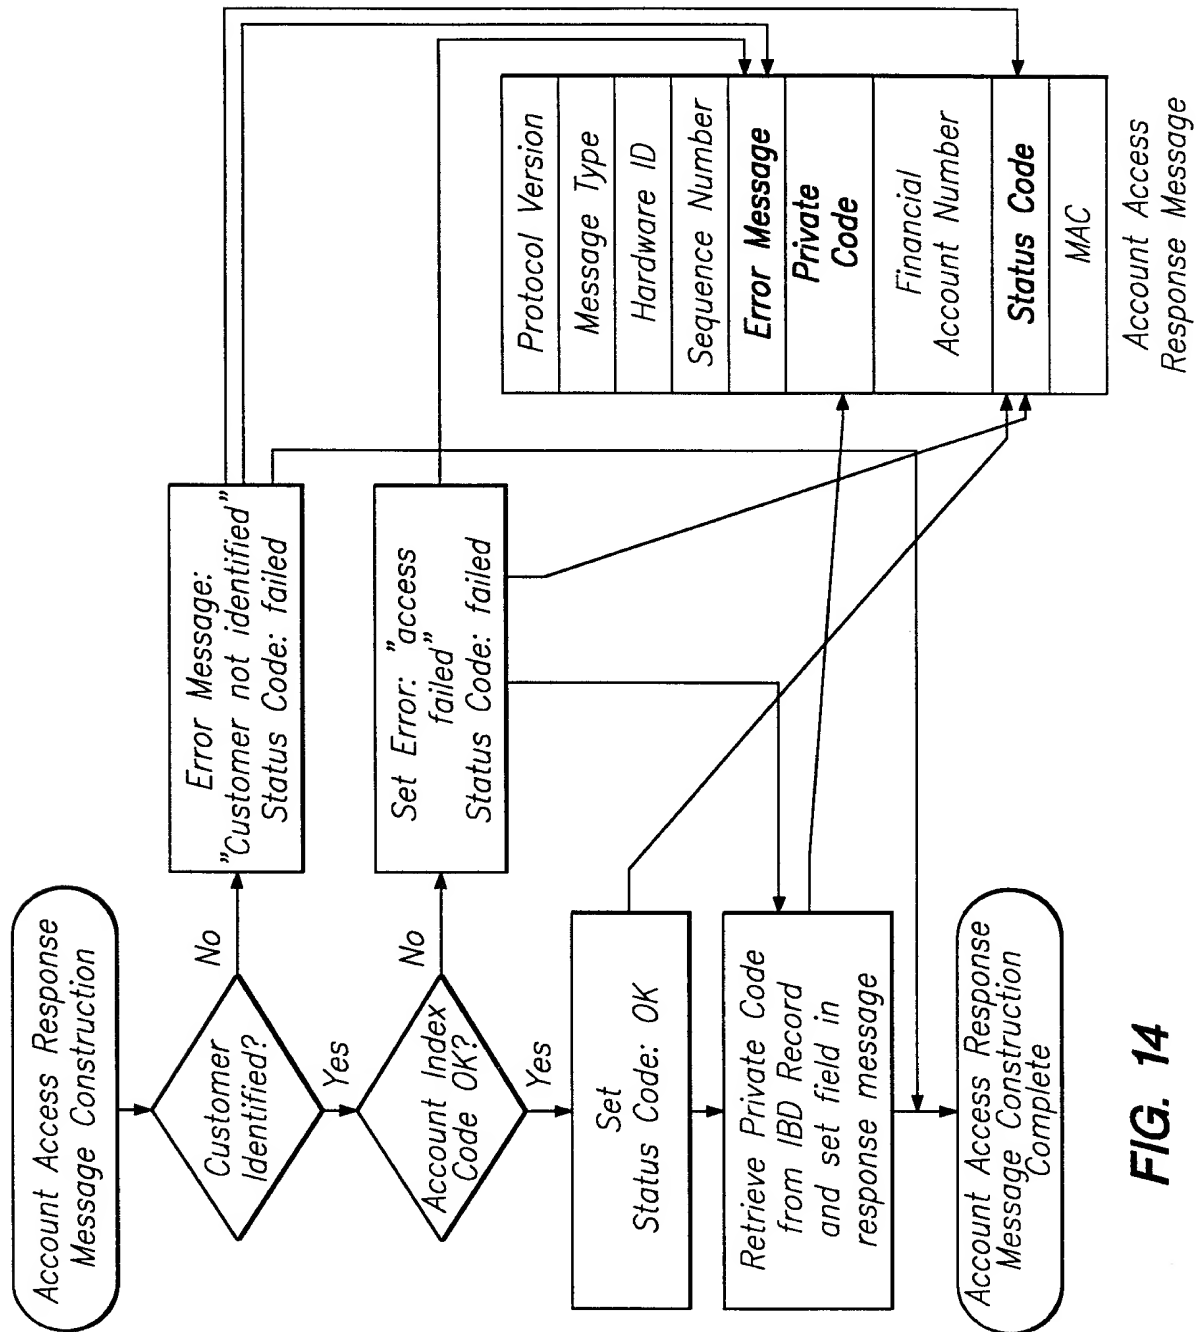 Account Access Response
Message Construction
Customer
Identified?
No
Yes
Error Message:
"Customer not identified"
Status Code: failed
Account Index
Code OK?
No
Yes
Set Error: "access
failed"
Status Code: failed
Set
Status Code: OK
Retrieve Private Code
from IBD Record
and set field in
response message
Account Access Response
Message Construction
Complete
Protocol Version
Message Type
Hardware ID
Sequence Number
Error Message
Private
Code
Financial
Account Number
Status Code
MAC
Account Access
Response Message
FIG. 14